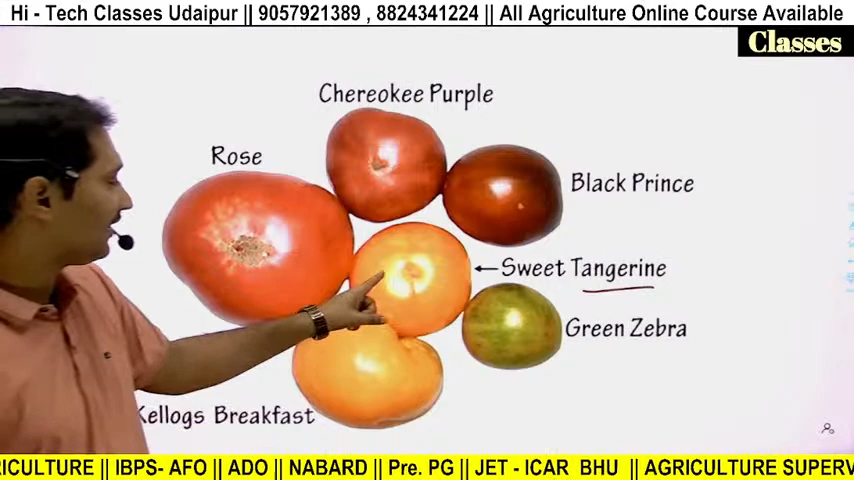 Hi - Tech Classes Udaipur || 9057921389 , 8824341224 || All Agriculture Online Course Available
Classes
Chereokee Purple
Rose
Black Prince
Sweet Tangerine
Green Zebra
Kellogs Breakfast
RICULTURE || IBPS- AFO || ADO || NABARD || Pre. PG || JET - ICAR BHU || AGRICULTURE SUPERV